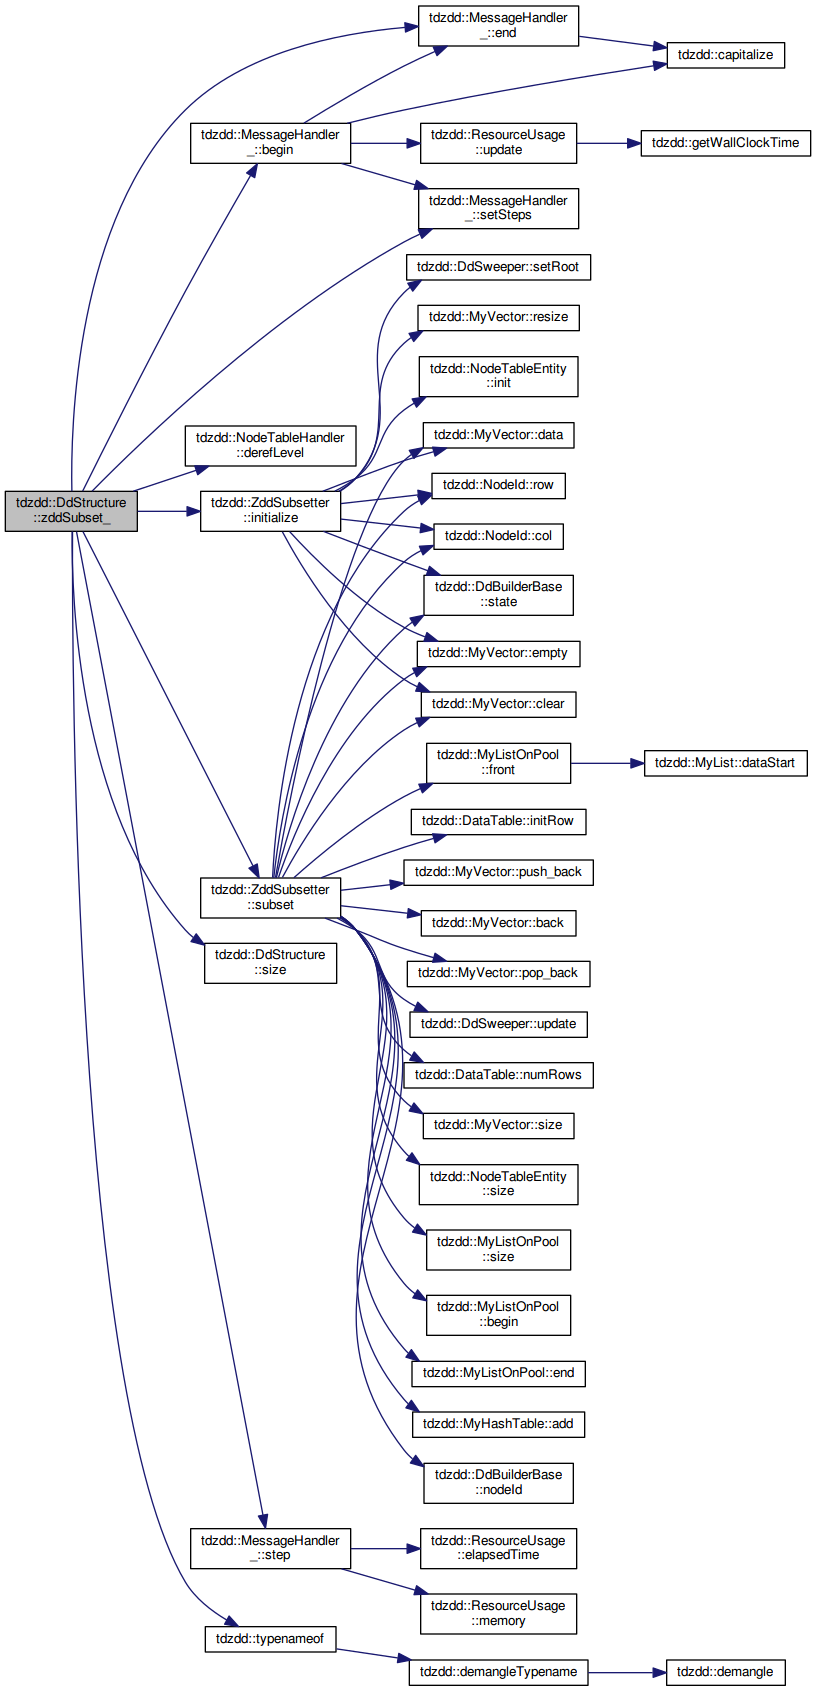 tdzdd::MessageHandler
_::end
tdzdd::capitalize
tdzdd::MessageHandler
_::begin
tdzdd::ResourceUsage
::update
tdzdd::getWallClockTime
tdzdd::MessageHandler
_::setSteps
tdzdd::DdSweeper::setRoot
tdzdd::MyVector::resize
tdzdd::NodeTableEntity
::init
tdzdd::NodeTableHandler
::derefLevel
tdzdd::MyVector::data
tdzdd::NodeId::row
tdzdd::DdStructure
::zddSubset_
tdzdd::ZddSubsetter
::initialize
tdzdd::NodeId::col
tdzdd::DdBuilderBase
::state
tdzdd::MyVector::empty
tdzdd::MyVector::clear
tdzdd::MyListOnPool
::front
tdzdd::MyList::dataStart
tdzdd::DataTable::initRow
tdzdd::MyVector::push_back
tdzdd::ZddSubsetter
::subset
tdzdd::MyVector::back
tdzdd::DdStructure
::size
tdzdd::MyVector::pop_back
tdzdd::DdSweeper::update
tdzdd::DataTable::numRows
tdzdd::MyVector::size
tdzdd::NodeTableEntity
::size
tdzdd::MyListOnPool
::size
tdzdd::MyListOnPool
::begin
tdzdd::MyListOnPool::end
tdzdd::MyHashTable::add
tdzdd::DdBuilderBase
::nodeId
tdzdd::MessageHandler
_::step
tdzdd::ResourceUsage
::elapsedTime
tdzdd::ResourceUsage
::memory
tdzdd::typenameof
tdzdd::demangleTypename
tdzdd::demangle